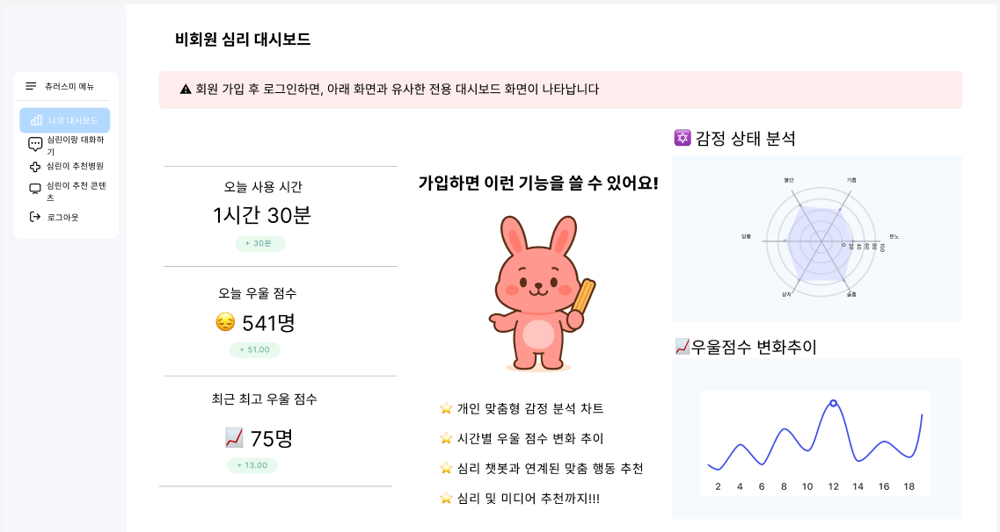 비회원 심리 대시보드
츄러스미 메뉴
나의 대시보드
심린이랑 대화하
기
심린이 추천병원
심린이 추천 콘텐
츠
로그아웃
⚠ 회원 가입 후 로그인하면, 아래 화면과 유사한 전용 대시보드 화면이 나타납니다
오늘 사용 시간
1시간 30분
+ 30분
오늘 우울 점수
😔 541명
+ 51.00
최근 최고 우울 점수
📈 75명
+ 13.00
가입하면 이런 기능을 쓸 수 있어요!
⭐ 개인 맞춤형 감정 분석 차트
⭐ 시간별 우울 점수 변화 추이
⭐ 심리 챗봇과 연계된 맞춤 행동 추천
⭐ 심리 및 미디어 추천까지!!!
🔯 감정 상태 분석
불안 기쁨
당황 분노
0 20 40 60 80 100
상처 슬픔
📈우울점수 변화추이
2 4 6 8 10 12 14 16 18